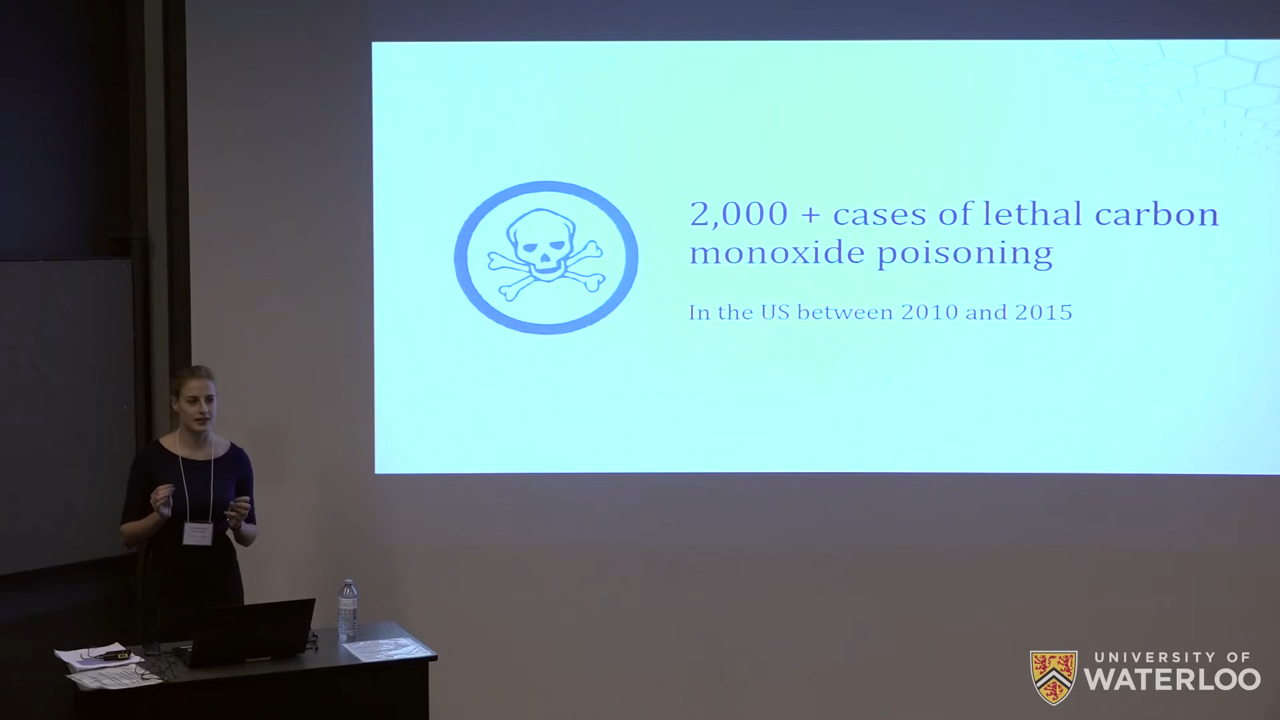 2,000 + cases of lethal carbon
monoxide poisoning
In the US between 2010 and 2015
UNIVERSITY OF
WATERLOO